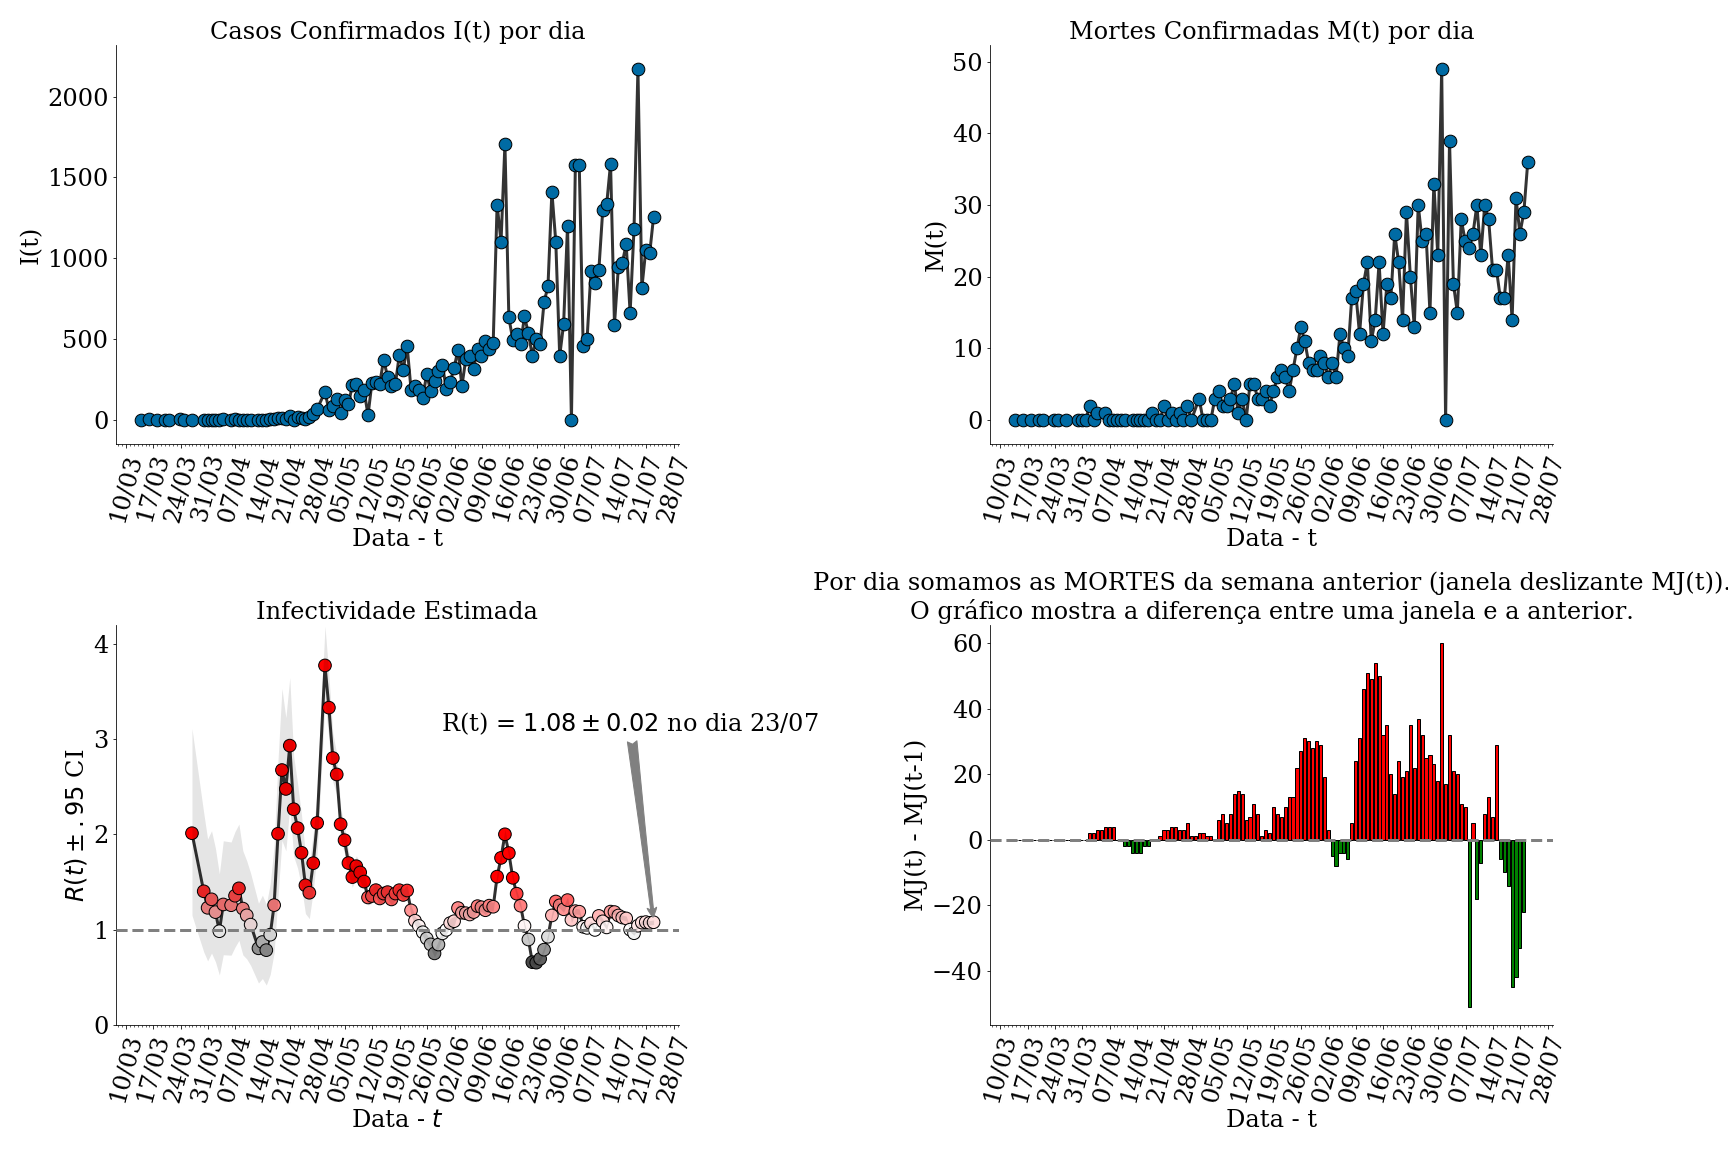 Casos Confirmados I(t) por dia
I(t)
2000
1500
1000
500
0
10/03 17/03 24/03 31/03 07/04 14/04 21/04 28/04 05/05 12/05 19/05 26/05 02/06 09/06 16/06 23/06 30/06 07/07 14/07 21/07 28/07
Data - t
Mortes Confirmadas M(t) por dia
M(t)
50
40
30
20
10
0
10/03 17/03 24/03 31/03 07/04 14/04 21/04 28/04 05/05 12/05 19/05 26/05 02/06 09/06 16/06 23/06 30/06 07/07 14/07 21/07 28/07
Data - t
Infectividade Estimada
R(t) ± .95 CI
4
3
2
1
0
R(t) = 1.08 ± 0.02 no dia 23/07
10/03 17/03 24/03 31/03 07/04 14/04 21/04 28/04 05/05 12/05 19/05 26/05 02/06 09/06 16/06 23/06 30/06 07/07 14/07 21/07 28/07
Data - t
Por dia somamos as MORTES da semana anterior (janela deslizante MJ(t)).
O gráfico mostra a diferença entre uma janela e a anterior.
MJ(t) - MJ(t-1)
60
40
20
0
−20
−40
10/03 17/03 24/03 31/03 07/04 14/04 21/04 28/04 05/05 12/05 19/05 26/05 02/06 09/06 16/06 23/06 30/06 07/07 14/07 21/07 28/07
Data - t